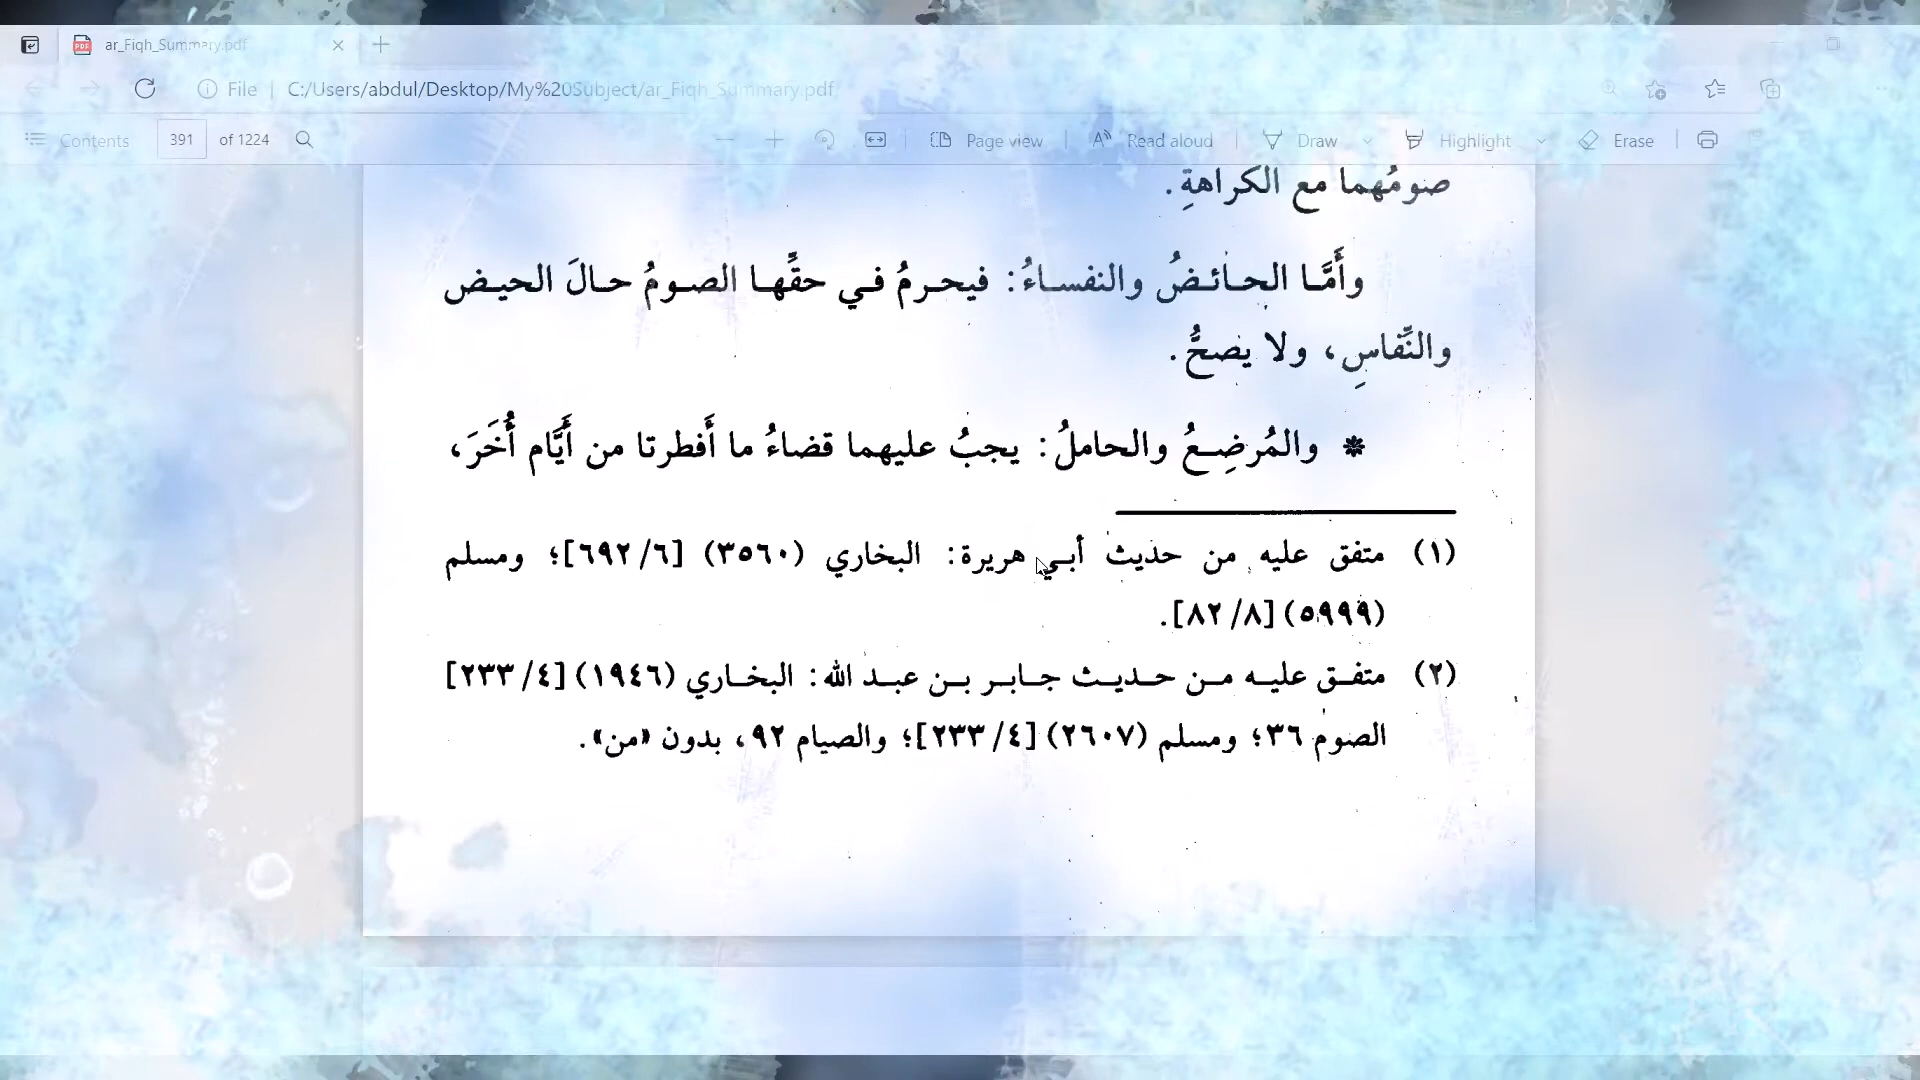 ar_Fiqh_Summary.pdf
File | C:/Users/abdul/Desktop/My%20Subject/ar_Fiqh_Summary.pdf
Contents 391 of 1224 Page view Read aloud Draw Highlight Erase
صومُهما مع الكراهةِ.
وأَمَّا الحائضُ والنفساءُ: فيحرمُ في حقِّها الصومُ حالَ الحيض
والنِّفاسِ، ولا يصحُّ.
* والمُرضِعُ والحاملُ: يجبُ عليهما قضاءُ ما أَفطرتا من أَيَّام أُخَرَ،
(١) متفق عليه من حديث أبي هريرة: البخاري (٣٥٦٠) [٦/ ٦٩٢]؛ ومسلم
(٥٩٩٩) [٨/ ٨٢].
(٢) متفق عليه من حديث جابر بن عبد الله: البخاري (١٩٤٦) [٤/ ٢٣٣]
الصوم ٣٦؛ ومسلم (٢٦٠٧) [٤/ ٢٣٣]؛ والصيام ٩٢، بدون «من».